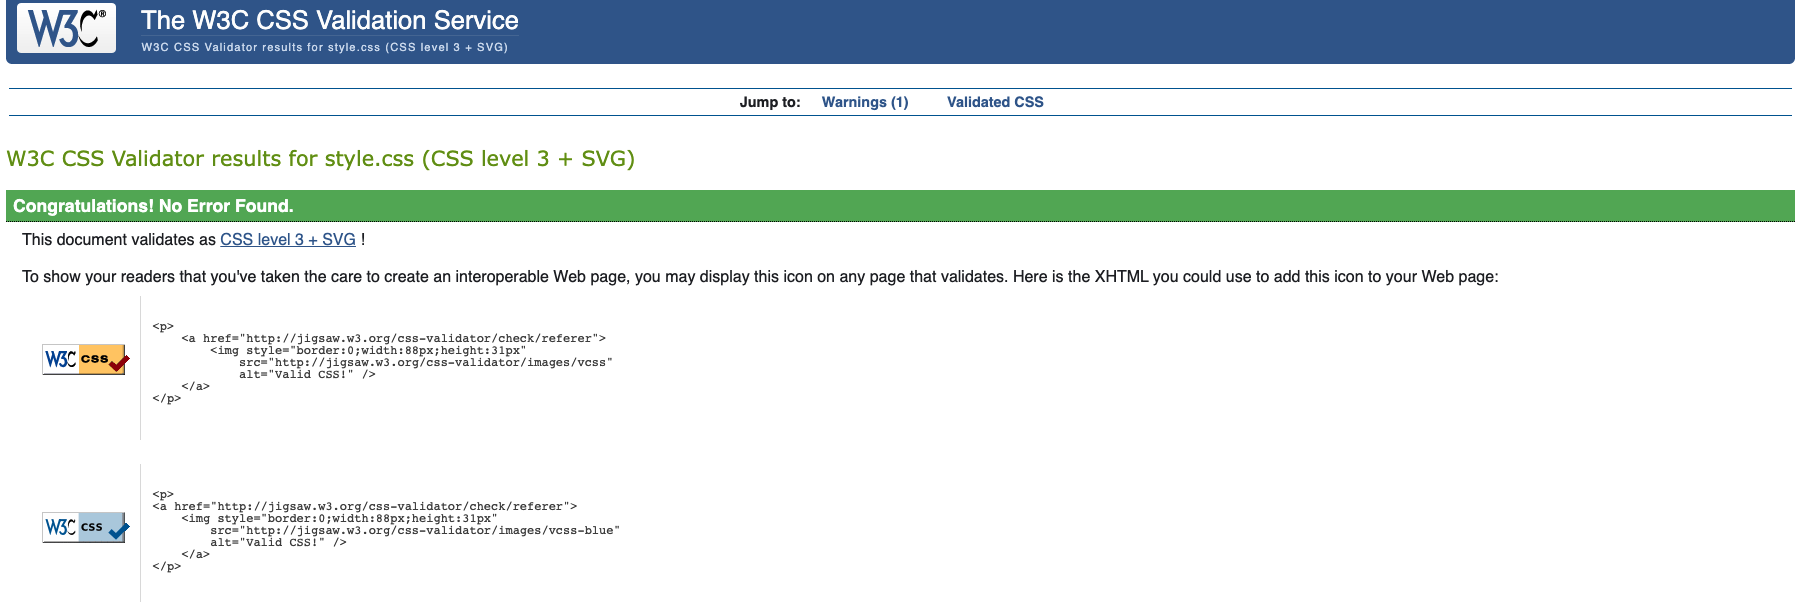 W3C®
The W3C CSS Validation Service
W3C CSS Validator results for style.css (CSS level 3 + SVG)
Jump to: Warnings (1) Validated CSS
W3C CSS Validator results for style.css (CSS level 3 + SVG)
Congratulations! No Error Found.
This document validates as CSS level 3 + SVG !
To show your readers that you've taken the care to create an interoperable Web page, you may display this icon on any page that validates. Here is the XHTML you could use to add this icon to your Web page:
W3C css
<p>
<a href="http://jigsaw.w3.org/css-validator/check/referer">
<img style="border:0;width:88px;height:31px"
src="http://jigsaw.w3.org/css-validator/images/vcss"
alt="Valid CSS!" />
</a>
</p>
W3C css
<p>
<a href="http://jigsaw.w3.org/css-validator/check/referer">
<img style="border:0;width:88px;height:31px"
src="http://jigsaw.w3.org/css-validator/images/vcss-blue"
alt="Valid CSS!" />
</a>
</p>